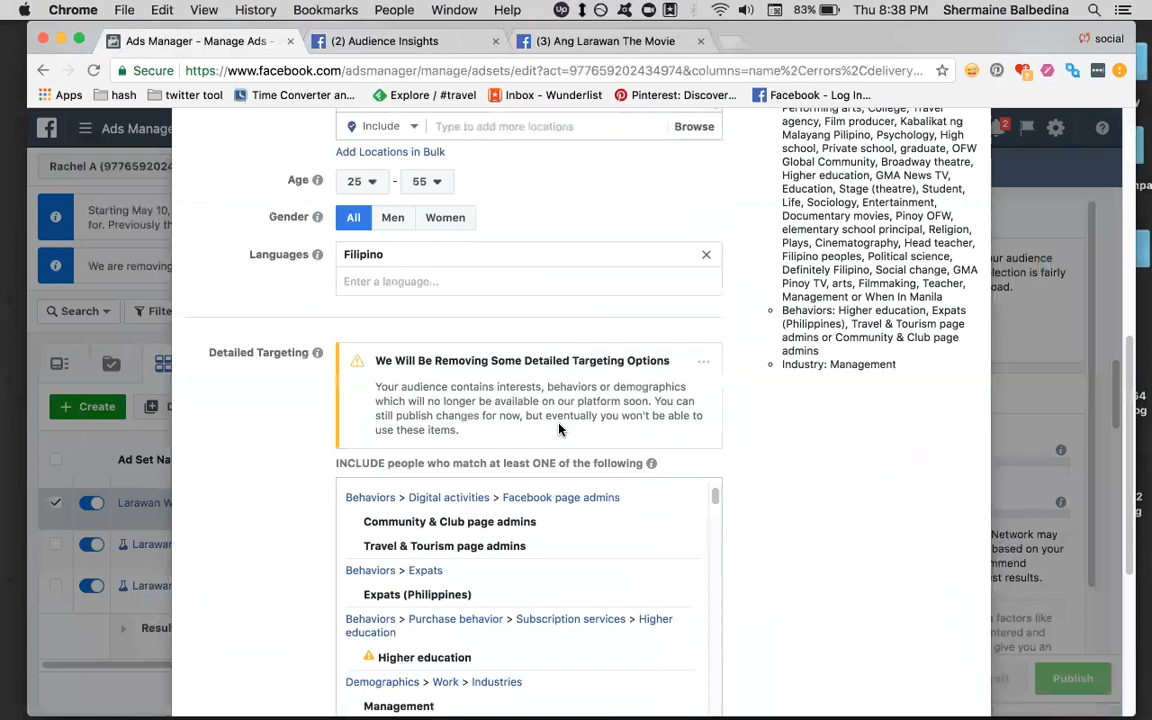 Chrome File Edit View History Bookmarks People Window Help 83% Thu 8:38 PM Shermaine Balbedina
Ads Manager - Manage Ads - (2) Audience Insights (3) Ang Larawan The Movie social
Secure https://www.facebook.com/adsmanager/manage/adsets/edit?act=977659202434974&columns=name%2Cerrors%2Cdelivery...
Apps hash twitter tool Time Converter an... Explore / #travel Inbox - Wunderlist Pinterest: Discover... Facebook - Log In...
Ads Manage
Rachel A (9776592024
Starting May 10,
for. Previously th
We are removing
Search Filte
Create D
Ad Set Na
Larawan W
Larawan
Larawan
Resul
Include Type to add more locations Browse
Add Locations in Bulk
Age 25 - 55
Gender All Men Women
Languages Filipino
Enter a language...
Detailed Targeting We Will Be Removing Some Detailed Targeting Options
Your audience contains interests, behaviors or demographics
which will no longer be available on our platform soon. You can
still publish changes for now, but eventually you won't be able to
use these items.
INCLUDE people who match at least ONE of the following
Behaviors > Digital activities > Facebook page admins
Community & Club page admins
Travel & Tourism page admins
Behaviors > Expats
Expats (Philippines)
Behaviors > Purchase behavior > Subscription services > Higher
education
Higher education
Demographics > Work > Industries
Management
Performing arts, College, Travel
agency, Film producer, Kabalikat ng
Malayang Pilipino, Psychology, High
school, Private school, graduate, OFW
Global Community, Broadway theatre,
Higher education, GMA News TV,
Education, Stage (theatre), Student,
Life, Sociology, Entertainment,
Documentary movies, Pinoy OFW,
elementary school principal, Religion,
Plays, Cinematography, Head teacher,
Filipino peoples, Political science,
Definitely Filipino, Social change, GMA
Pinoy TV, arts, Filmmaking, Teacher,
Management or When In Manila
Behaviors: Higher education, Expats
(Philippines), Travel & Tourism page
admins or Community & Club page
admins
Industry: Management
2
ur audience
election is fairly
oad.
Network may
based on your
mmend
est results.
factors like
ntered and
give you an
aft Publish